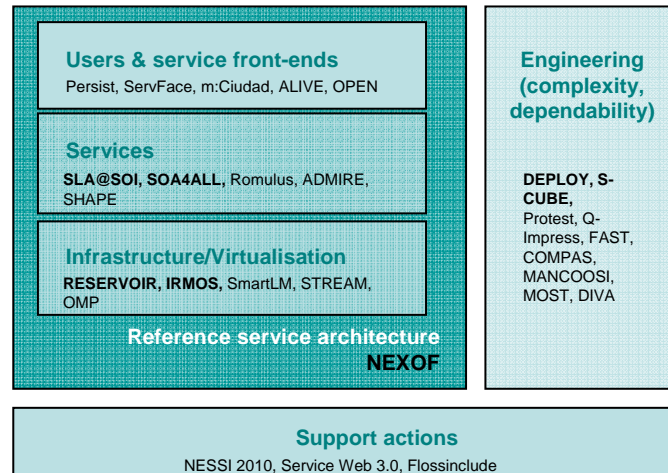 Users & service front-ends
Persist, ServFace, m:Ciudad, ALIVE, OPEN
Services
SLA@SOI, SOA4ALL, Romulus, ADMIRE,
SHAPE
Infrastructure/Virtualisation
RESERVOIR, IRMOS, SmartLM, STREAM,
OMP
Reference service architecture
NEXOF
Engineering
(complexity,
dependability)
DEPLOY, S-
CUBE,
Protest, Q-
Impress, FAST,
COMPAS,
MANCOOSI,
MOST, DIVA
Support actions
NESSI 2010, Service Web 3.0, Flossinclude